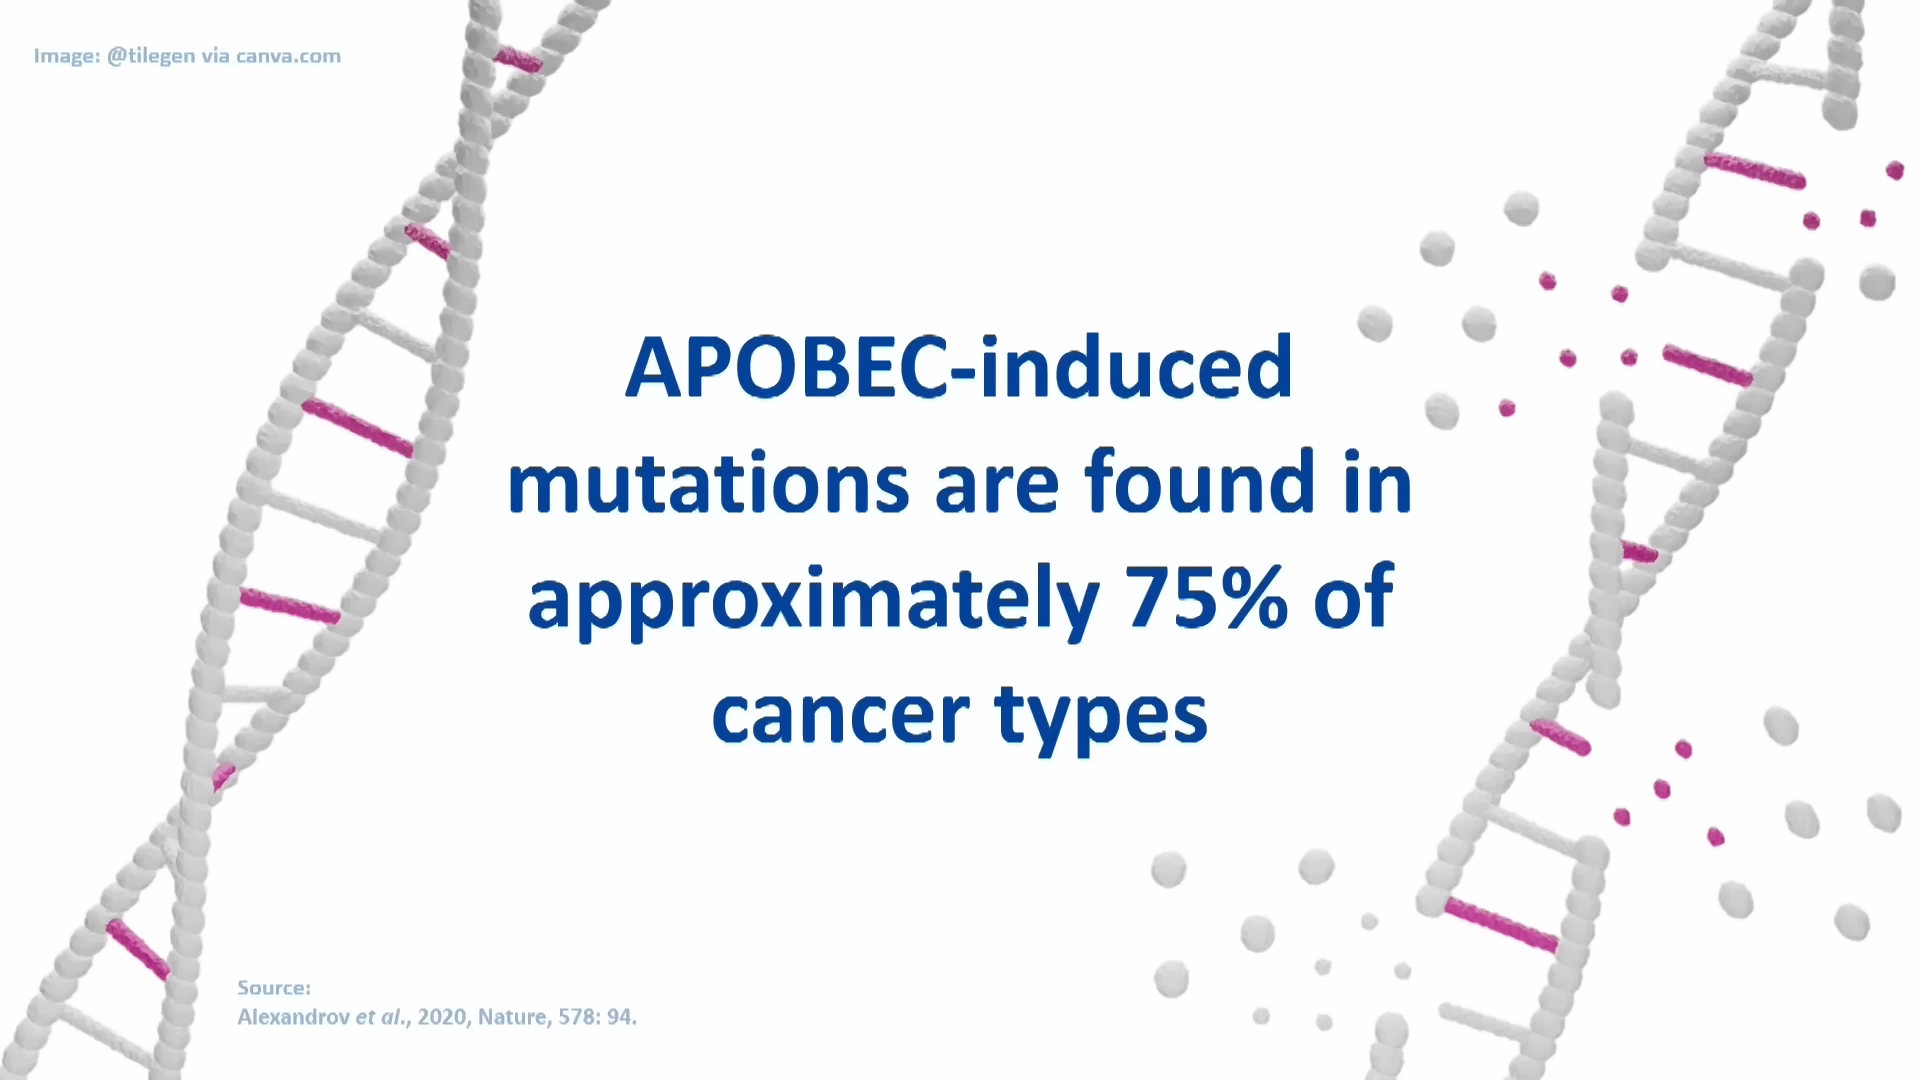 Image: @tilegen via canva.com
APOBEC-induced
mutations are found in
approximately 75% of
cancer types
Source:
Alexandrov et al., 2020, Nature, 578: 94.